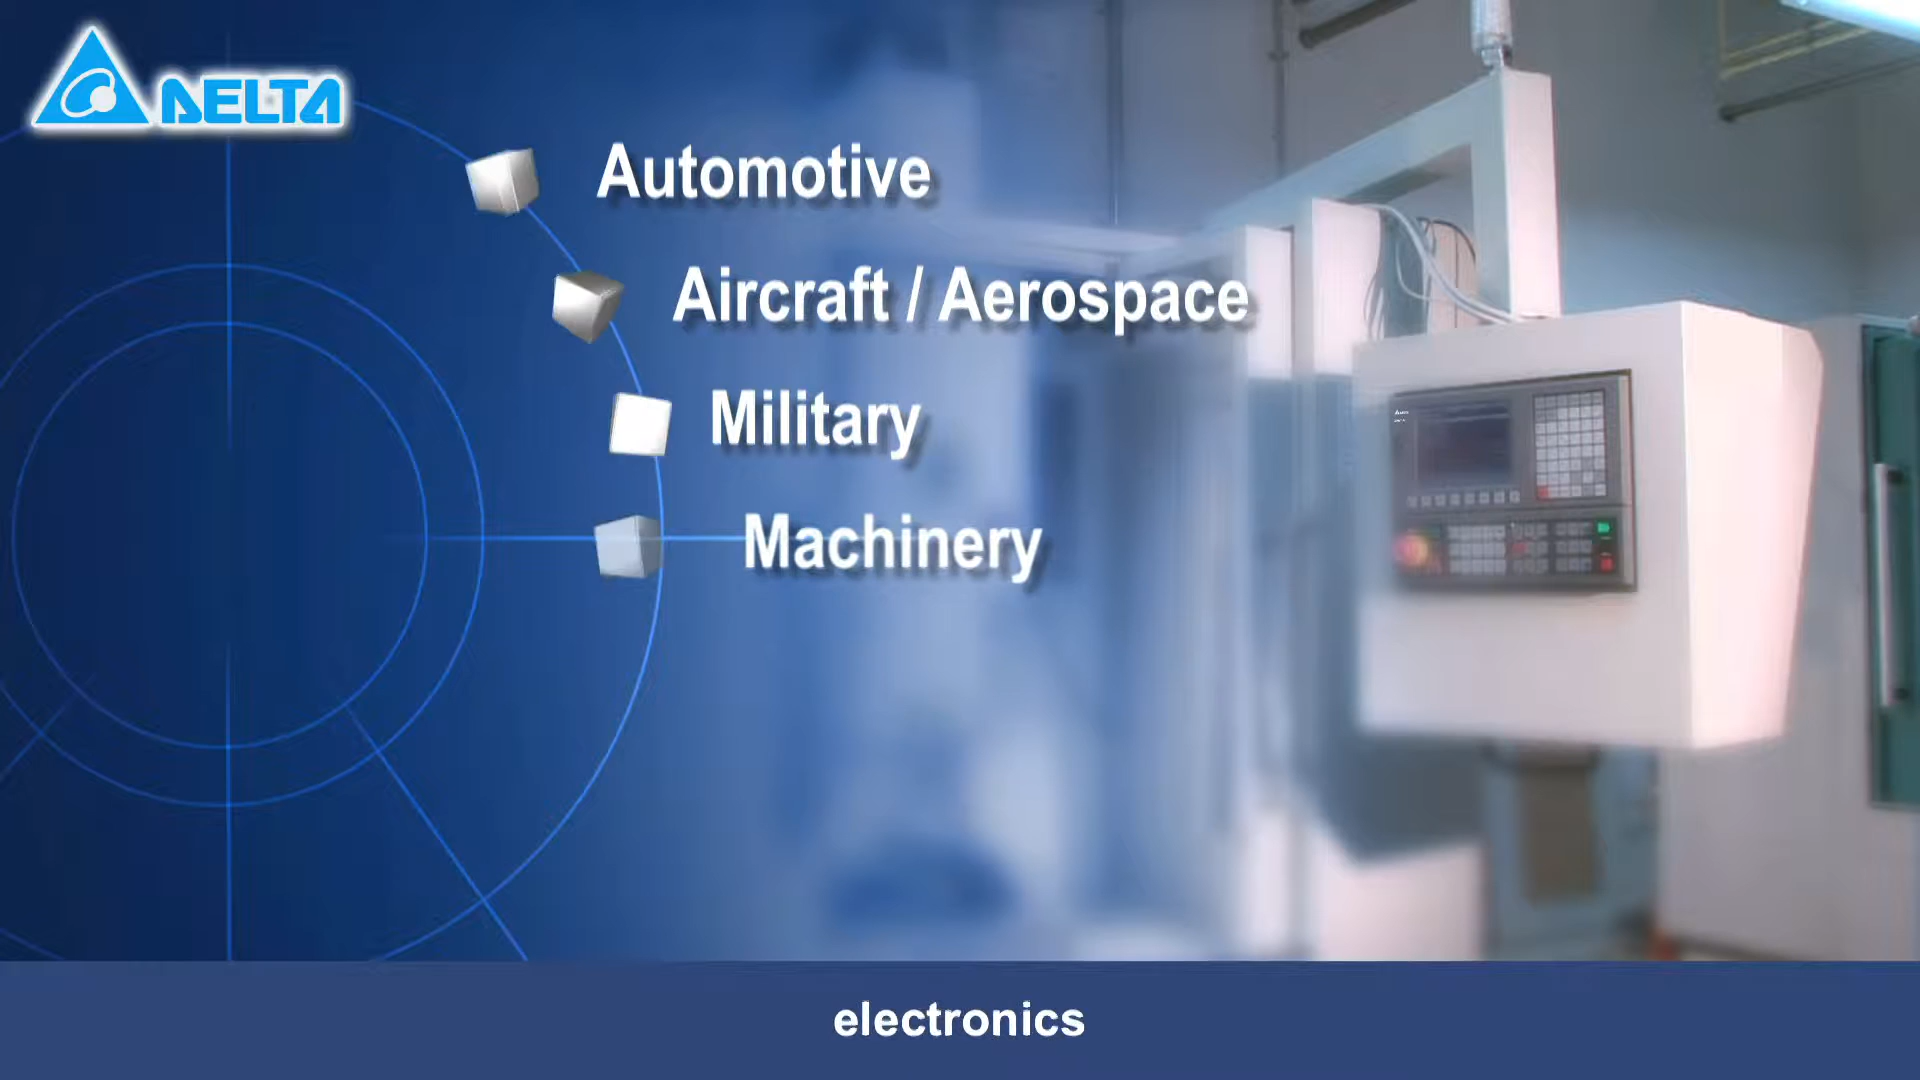 DELTA
Automotive
Aircraft / Aerospace
Military
Machinery
electronics